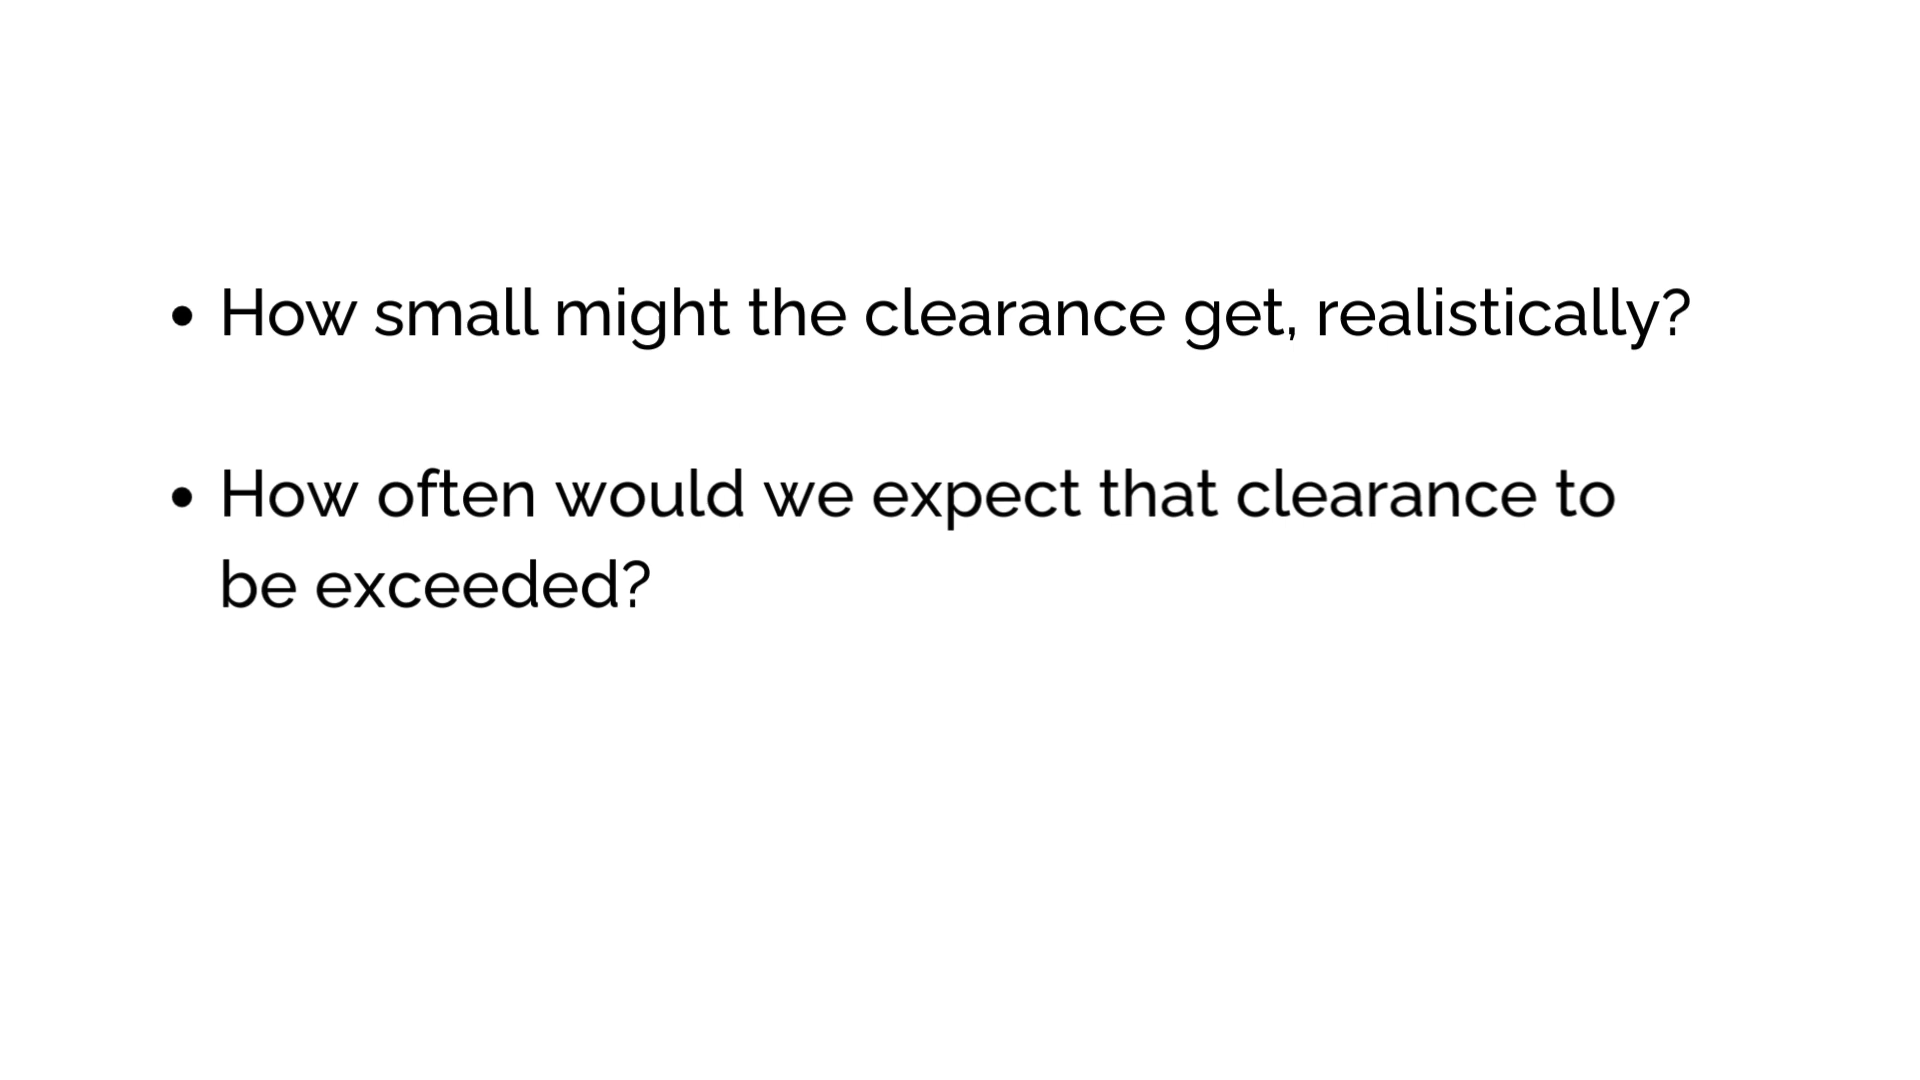 • How small might the clearance get, realistically?
• How often would we expect that clearance to
be exceeded?